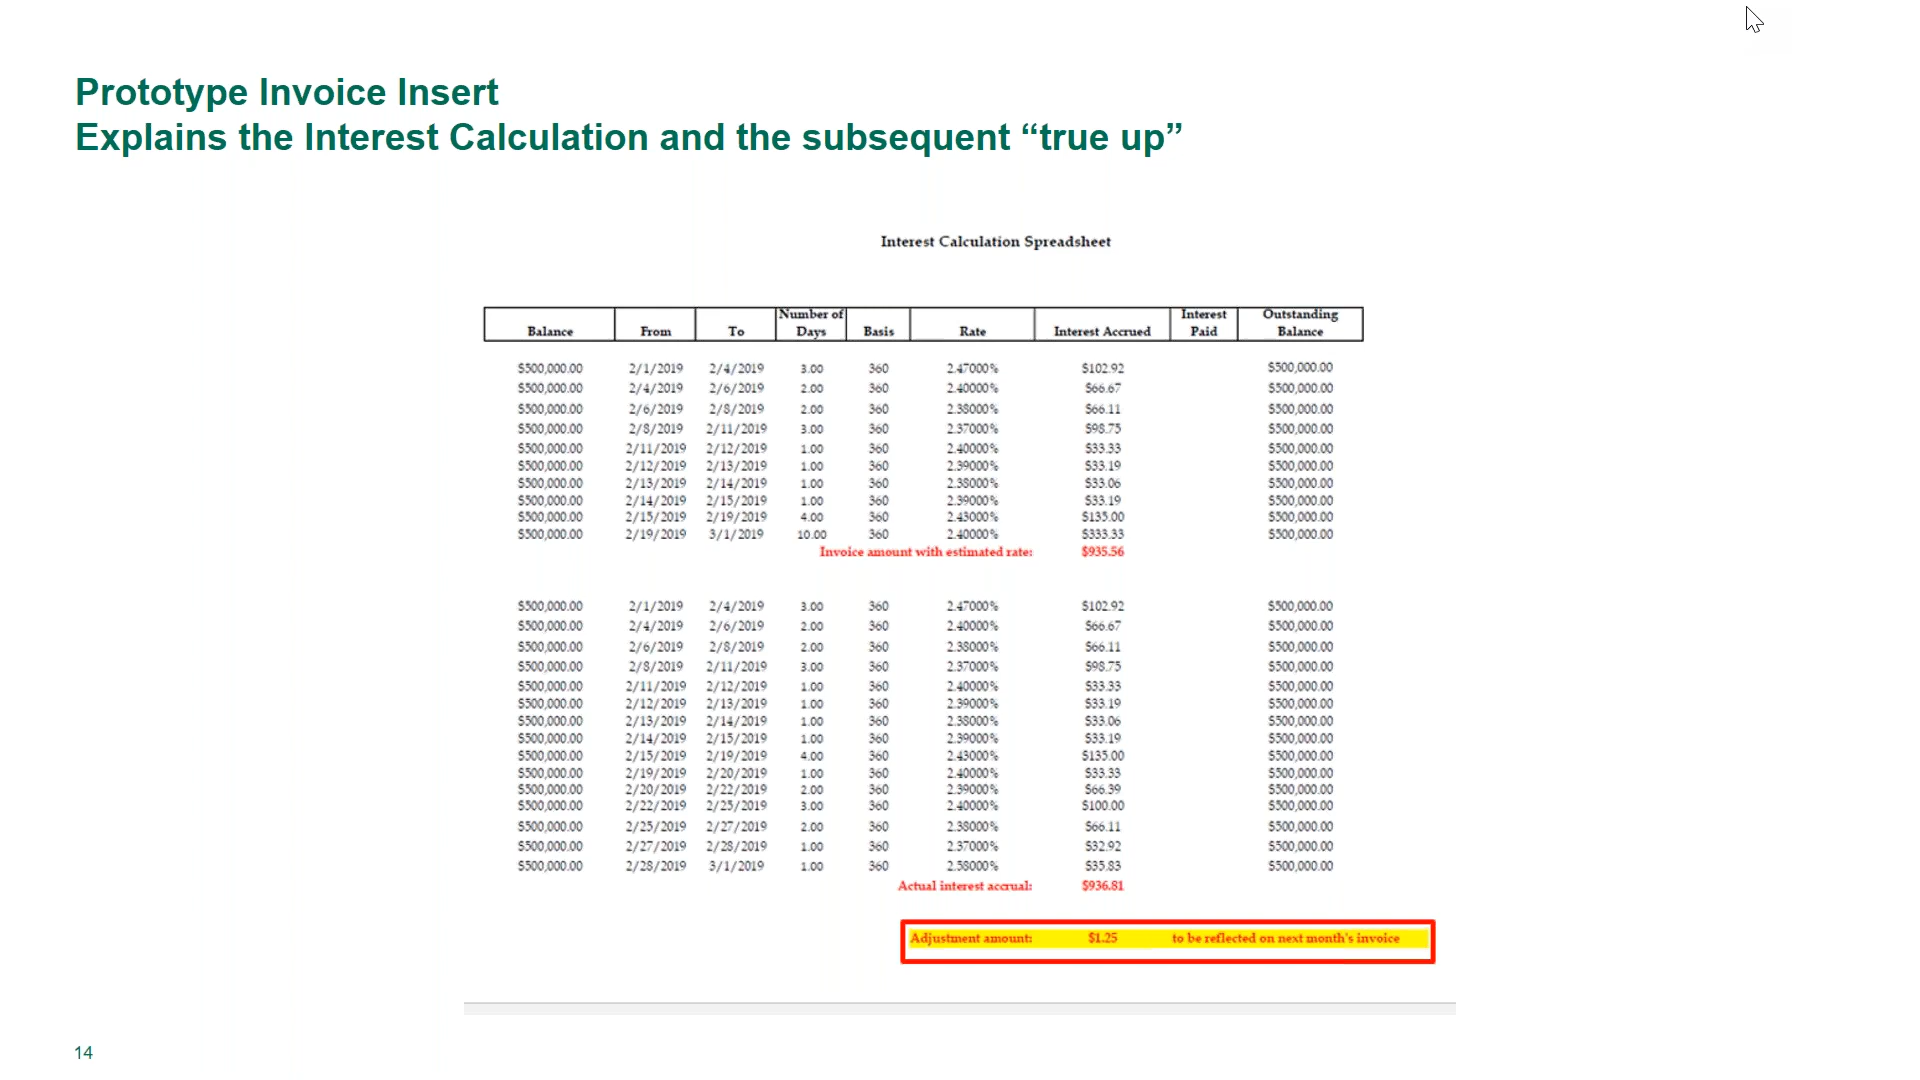 Prototype Invoice Insert
Explains the Interest Calculation and the subsequent “true up”
Interest Calculation Spreadsheet
Balance From To Number of Days Basis Rate Interest Accrued Interest Paid Outstanding Balance
$500,000.00 2/1/2019 2/4/2019 3.00 360 2.47000% $102.92 $500,000.00
$500,000.00 2/4/2019 2/6/2019 2.00 360 2.40000% $66.67 $500,000.00
$500,000.00 2/6/2019 2/8/2019 2.00 360 2.38000% $66.11 $500,000.00
$500,000.00 2/8/2019 2/11/2019 3.00 360 2.37000% $98.75 $500,000.00
$500,000.00 2/11/2019 2/12/2019 1.00 360 2.40000% $33.33 $500,000.00
$500,000.00 2/12/2019 2/13/2019 1.00 360 2.39000% $33.19 $500,000.00
$500,000.00 2/13/2019 2/14/2019 1.00 360 2.38000% $33.06 $500,000.00
$500,000.00 2/14/2019 2/15/2019 1.00 360 2.39000% $33.19 $500,000.00
$500,000.00 2/15/2019 2/19/2019 4.00 360 2.43000% $135.00 $500,000.00
$500,000.00 2/19/2019 3/1/2019 10.00 360 2.40000% $333.33 $500,000.00
Invoice amount with estimated rate: $935.56
$500,000.00 2/1/2019 2/4/2019 3.00 360 2.47000% $102.92 $500,000.00
$500,000.00 2/4/2019 2/6/2019 2.00 360 2.40000% $66.67 $500,000.00
$500,000.00 2/6/2019 2/8/2019 2.00 360 2.38000% $66.11 $500,000.00
$500,000.00 2/8/2019 2/11/2019 3.00 360 2.37000% $98.75 $500,000.00
$500,000.00 2/11/2019 2/12/2019 1.00 360 2.40000% $33.33 $500,000.00
$500,000.00 2/12/2019 2/13/2019 1.00 360 2.39000% $33.19 $500,000.00
$500,000.00 2/13/2019 2/14/2019 1.00 360 2.38000% $33.06 $500,000.00
$500,000.00 2/14/2019 2/15/2019 1.00 360 2.39000% $33.19 $500,000.00
$500,000.00 2/15/2019 2/19/2019 4.00 360 2.43000% $135.00 $500,000.00
$500,000.00 2/19/2019 2/20/2019 1.00 360 2.40000% $33.33 $500,000.00
$500,000.00 2/20/2019 2/22/2019 2.00 360 2.39000% $66.39 $500,000.00
$500,000.00 2/22/2019 2/25/2019 3.00 360 2.40000% $100.00 $500,000.00
$500,000.00 2/25/2019 2/27/2019 2.00 360 2.38000% $66.11 $500,000.00
$500,000.00 2/27/2019 2/28/2019 1.00 360 2.37000% $32.92 $500,000.00
$500,000.00 2/28/2019 3/1/2019 1.00 360 2.58000% $35.83 $500,000.00
Actual interest accrual: $936.81
Adjustment amount: $1.25 to be reflected on next month's invoice
14